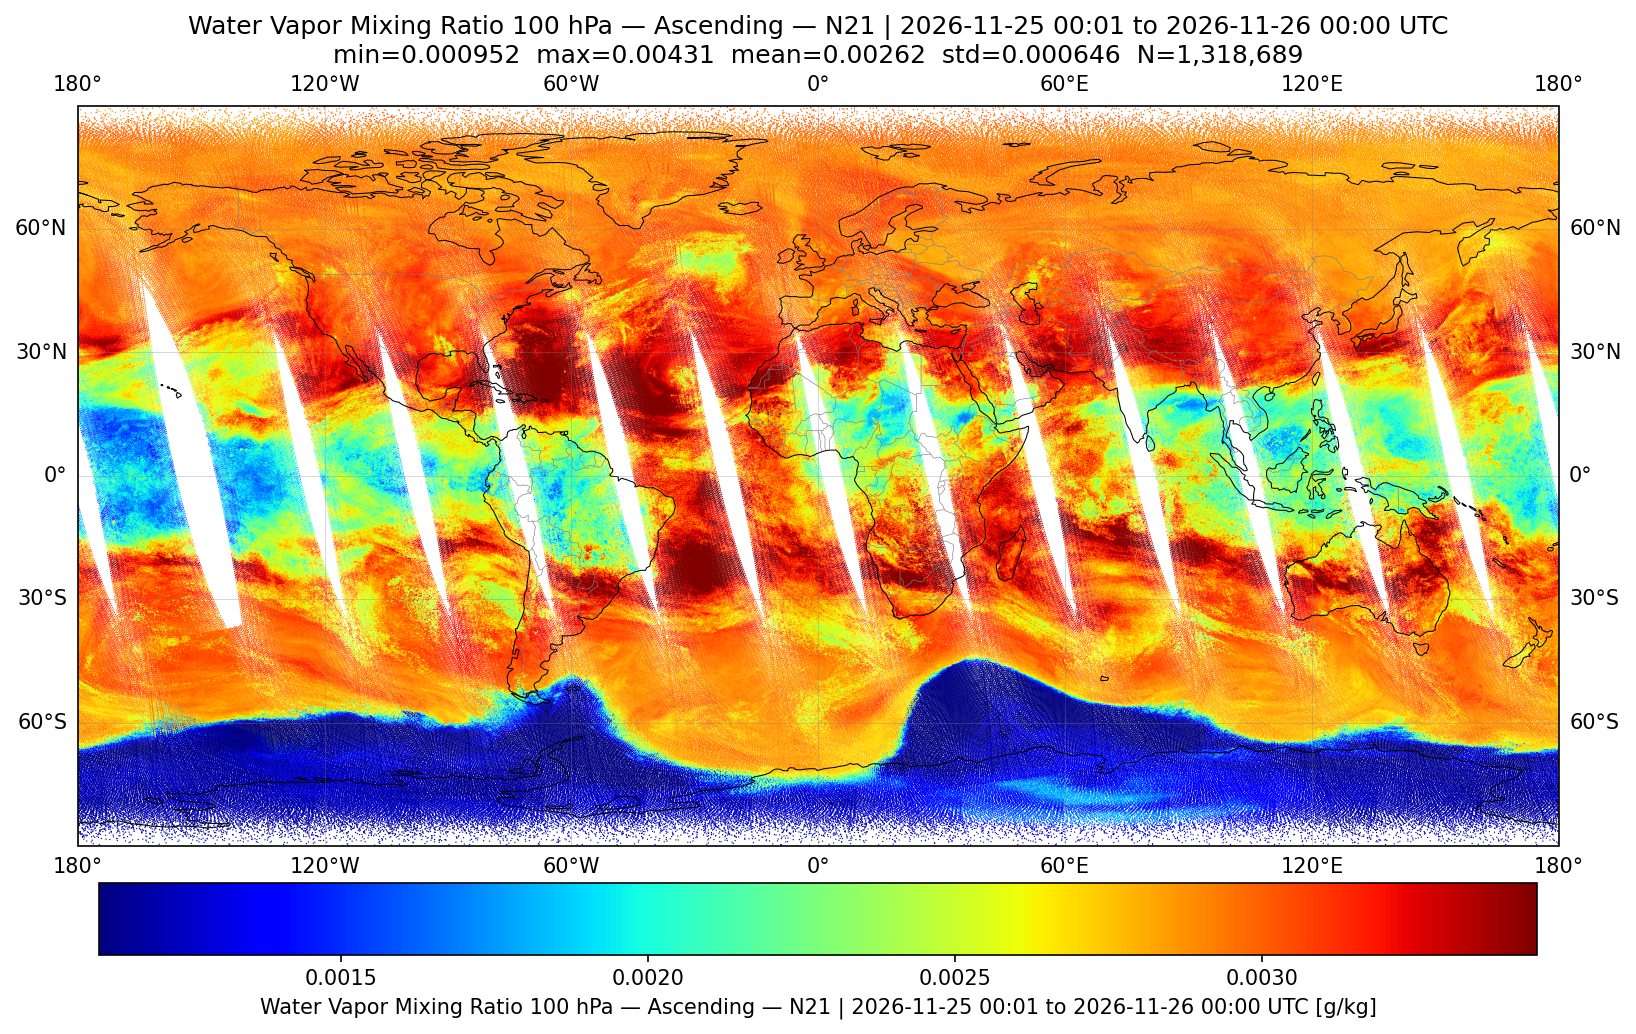 Water Vapor Mixing Ratio 100 hPa — Ascending — N21 | 2026-11-25 00:01 to 2026-11-26 00:00 UTC
min=0.000952 max=0.00431 mean=0.00262 std=0.000646 N=1,318,689
180° 120°W 60°W 0° 60°E 120°E 180°
60°N 60°N
30°N 30°N
0° 0°
30°S 30°S
60°S 60°S
180° 120°W 60°W 0° 60°E 120°E 180°
0.0015 0.0020 0.0025 0.0030
Water Vapor Mixing Ratio 100 hPa — Ascending — N21 | 2026-11-25 00:01 to 2026-11-26 00:00 UTC [g/kg]